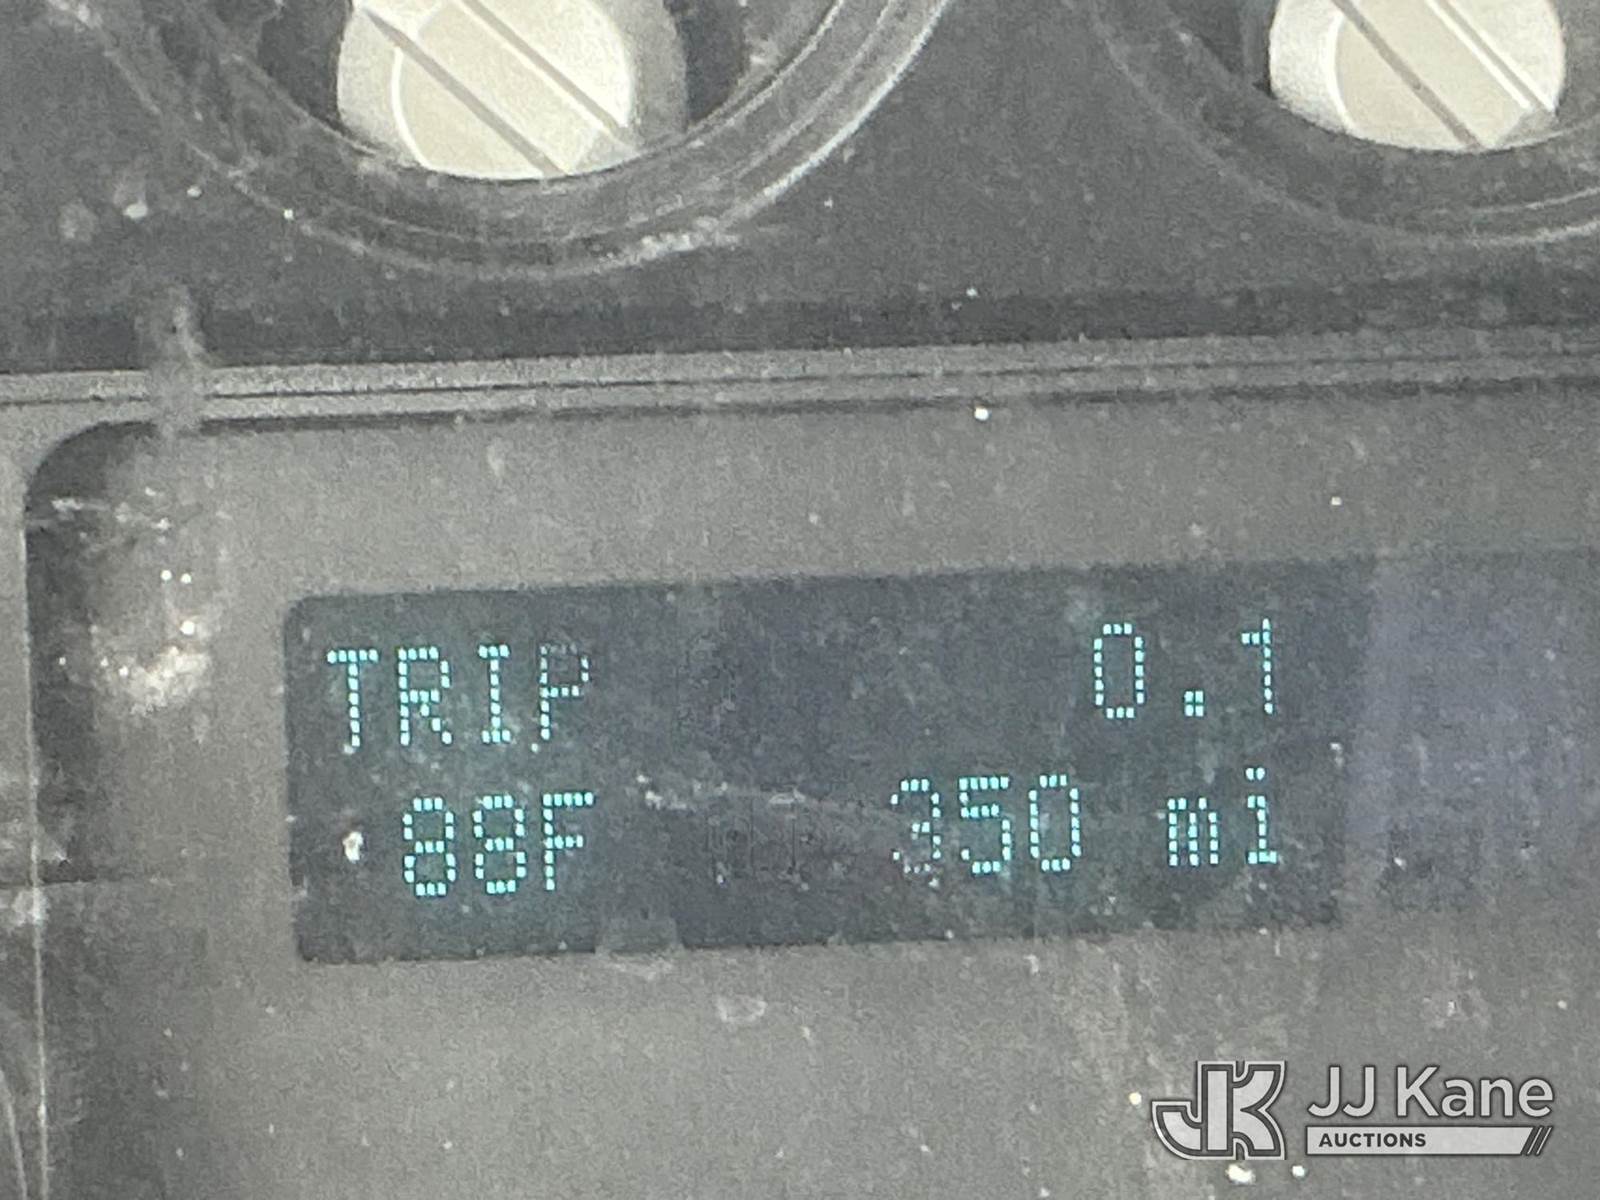 TRIP 0.1
88F 350 mi
JJ Kane
AUCTIONS